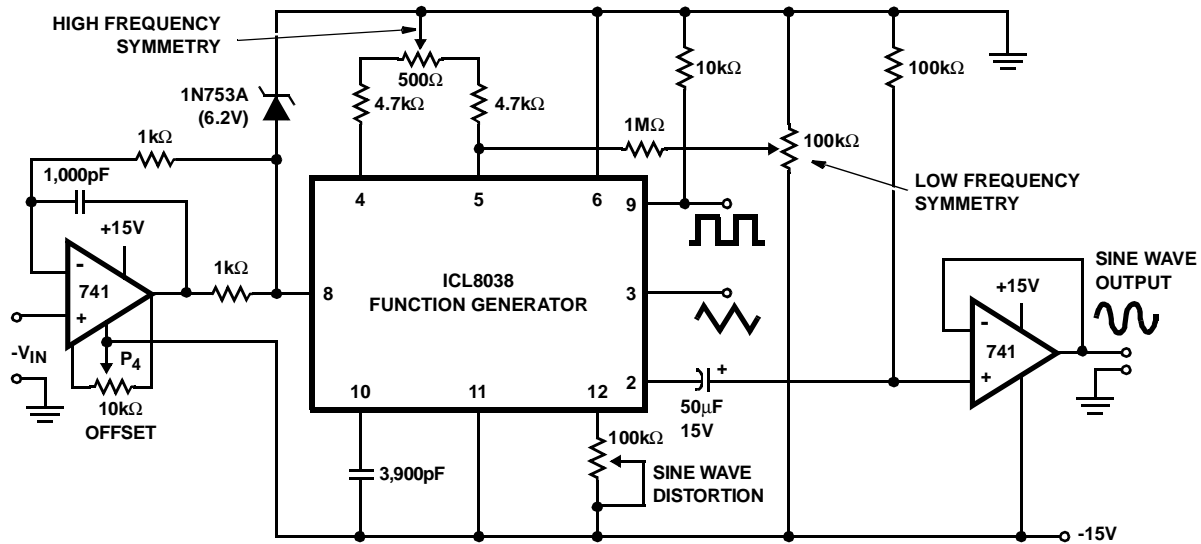 HIGH FREQUENCY
SYMMETRY
500Ω
10kΩ
100kΩ
1N753A
(6.2V)
4.7kΩ
4.7kΩ
1MΩ
100kΩ
1kΩ
1,000pF
LOW FREQUENCY
SYMMETRY
4
5
6
9
+15V
-
741
+
1kΩ
8
ICL8038
FUNCTION GENERATOR
3
SINE WAVE
OUTPUT
+15V
-
741
+
-VIN
P4
10kΩ
OFFSET
10
11
12
2
+
50μF
15V
100kΩ
3,900pF
SINE WAVE
DISTORTION
-15V